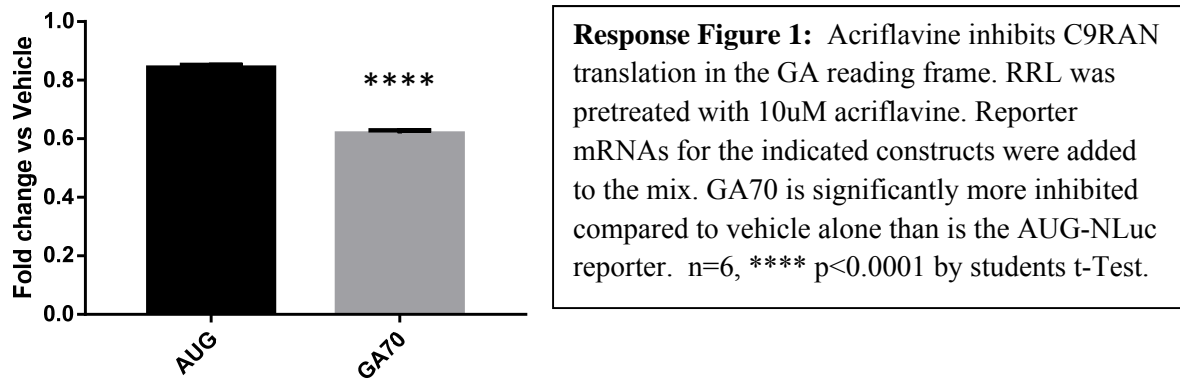 Fold change vs Vehicle
1.0
0.8
0.6
0.4
0.2
0.0
****
AUG
GA70
Response Figure 1: Acriflavine inhibits C9RAN
translation in the GA reading frame. RRL was
pretreated with 10uM acriflavine. Reporter
mRNAs for the indicated constructs were added
to the mix. GA70 is significantly more inhibited
compared to vehicle alone than is the AUG-NLuc
reporter. n=6, **** p<0.0001 by students t-Test.